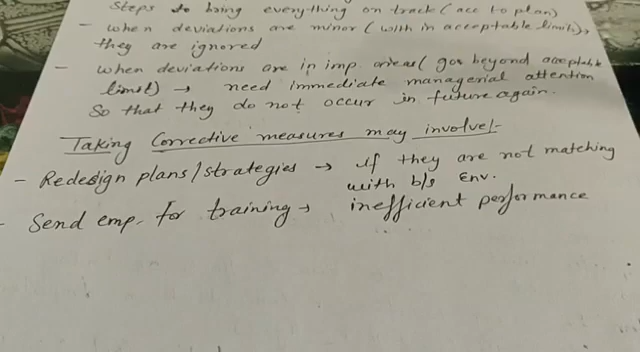 Steps to bring everything on track (acc to plan)
- when deviations are minor (with in acceptable limits),
they are ignored
- when deviations are in imp. areas (goes beyond acceptable
limit) → need immediate managerial attention
So that they do not occur in future again.
Taking Corrective measures may involve:-
- Redesign plans/strategies → if they are not matching
with b/s Env.
- Send emp. for training → inefficient performance